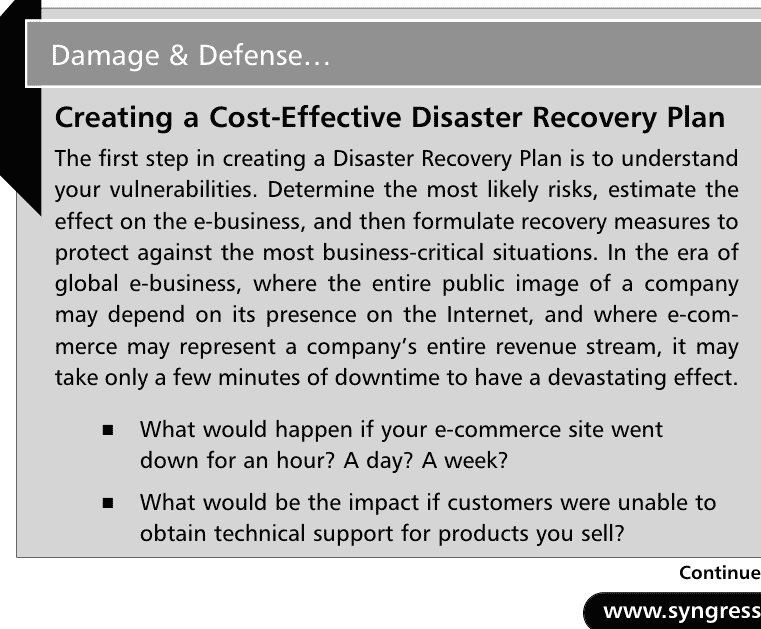 Damage & Defense…
Creating a Cost-Effective Disaster Recovery Plan
The first step in creating a Disaster Recovery Plan is to understand
your vulnerabilities. Determine the most likely risks, estimate the
effect on the e-business, and then formulate recovery measures to
protect against the most business-critical situations. In the era of
global e-business, where the entire public image of a company
may depend on its presence on the Internet, and where e-com-
merce may represent a company’s entire revenue stream, it may
take only a few minutes of downtime to have a devastating effect.
■ What would happen if your e-commerce site went
down for an hour? A day? A week?
■ What would be the impact if customers were unable to
obtain technical support for products you sell?
Continue
www.syngress